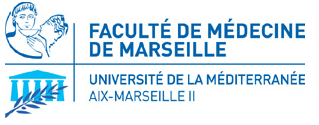 FACULTÉ DE MÉDECINE
DE MARSEILLE
UNIVERSITÉ DE LA MÉDITERRANÉE
AIX-MARSEILLE II